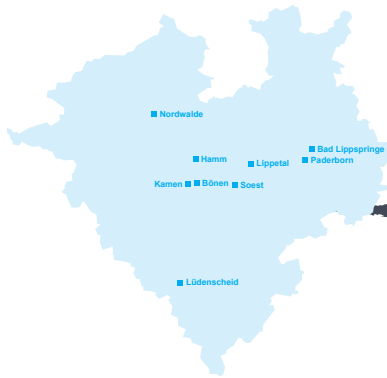 Nordwalde
Bad Lippspringe
Hamm
Paderborn
Lippetal
Kamen
Bönen
Soest
Lüdenscheid